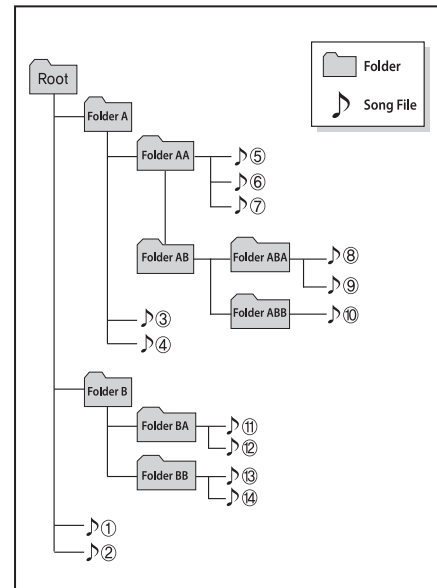 Root
Folder
Song File
Folder A
Folder AA
⑤
⑥
⑦
Folder AB
Folder ABA
⑧
⑨
Folder ABB
⑩
③
④
Folder B
Folder BA
⑪
⑫
Folder BB
⑬
⑭
①
②